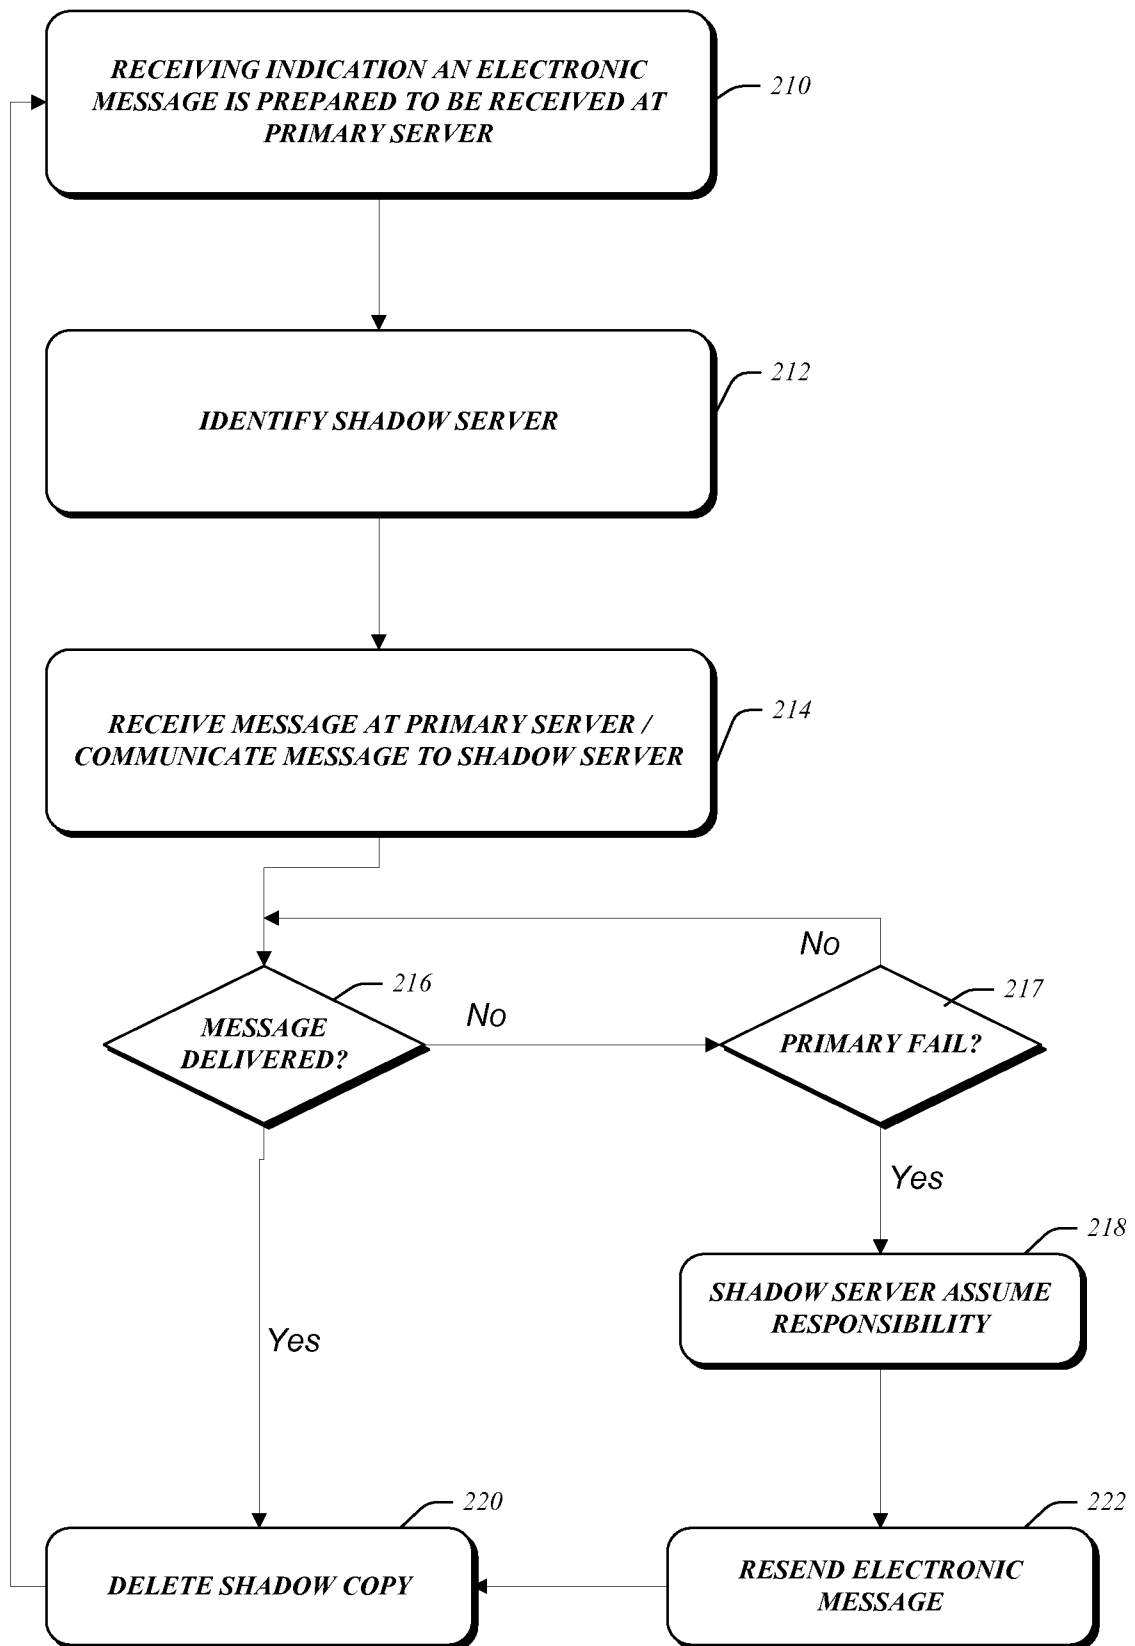 RECEIVING INDICATION AN ELECTRONIC
MESSAGE IS PREPARED TO BE RECEIVED AT
PRIMARY SERVER
210
IDENTIFY SHADOW SERVER
212
RECEIVE MESSAGE AT PRIMARY SERVER /
COMMUNICATE MESSAGE TO SHADOW SERVER
214
MESSAGE
DELIVERED?
216
No
PRIMARY FAIL?
217
No
Yes
SHADOW SERVER ASSUME
RESPONSIBILITY
218
Yes
DELETE SHADOW COPY
220
RESEND ELECTRONIC
MESSAGE
222